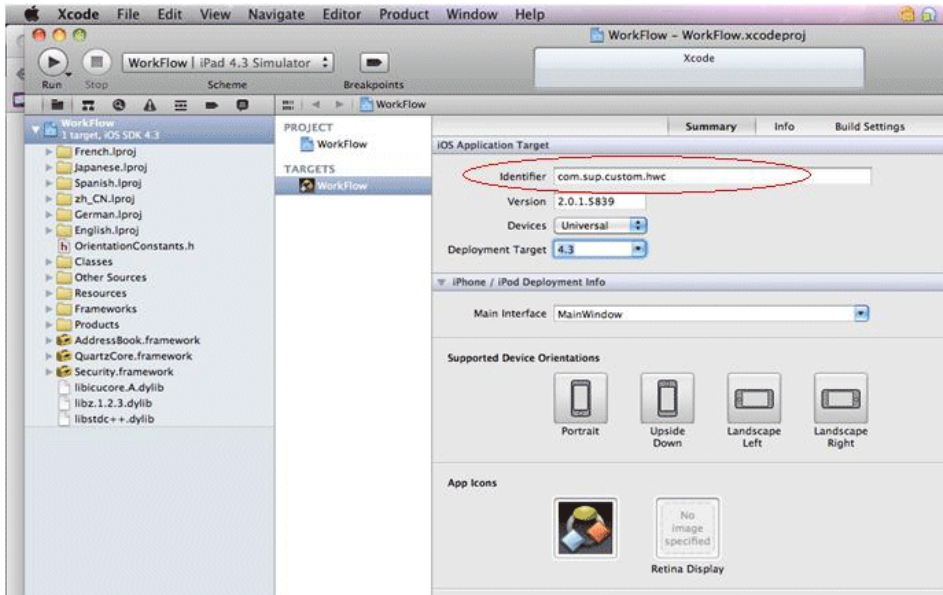 Xcode File Edit View Navigate Editor Product Window Help
WorkFlow - WorkFlow.xcodeproj
WorkFlow | iPad 4.3 Simulator
Xcode
Run Stop Scheme Breakpoints
WorkFlow
WorkFlow
1 target, iOS SDK 4.3
French.lproj
Japanese.lproj
Spanish.lproj
zh_CN.lproj
German.lproj
English.lproj
h OrientationConstants.h
Classes
Other Sources
Resources
Frameworks
Products
AddressBook.framework
QuartzCore.framework
Security.framework
libicucore.A.dylib
libz.1.2.3.dylib
libstdc++.dylib
PROJECT
WorkFlow
TARGETS
WorkFlow
Summary Info Build Settings
iOS Application Target
Identifier com.sup.custom.hwc
Version 2.0.1.5839
Devices Universal
Deployment Target 4.3
iPhone / iPod Deployment Info
Main Interface MainWindow
Supported Device Orientations
Portrait
Upside
Down
Landscape
Left
Landscape
Right
App Icons
No
image
specified
Retina Display